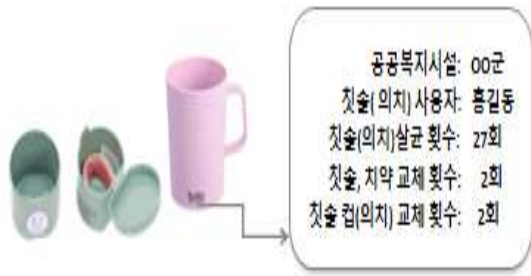 공공복지시설: OO군
칫솔(의치) 사용자: 홍길동
칫솔(의치)살균 횟수: 27회
칫솔, 치약 교체 횟수: 2회
칫솔 컵(의치) 교체 횟수: 2회